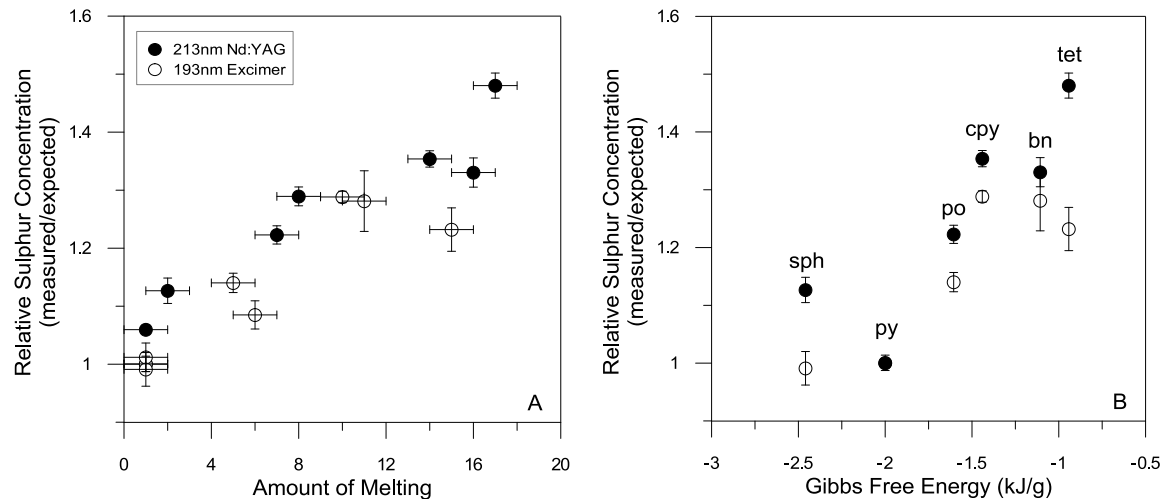 1.6
1.4
1.2
1
Relative Sulphur Concentration
(measured/expected)
213nm Nd:YAG
193nm Excimer
A
0
4
8
12
16
20
Amount of Melting
1.6
1.4
1.2
1
Relative Sulphur Concentration
(measured/expected)
tet
cpy
bn
po
sph
py
B
-3
-2.5
-2
-1.5
-1
-0.5
Gibbs Free Energy (kJ/g)